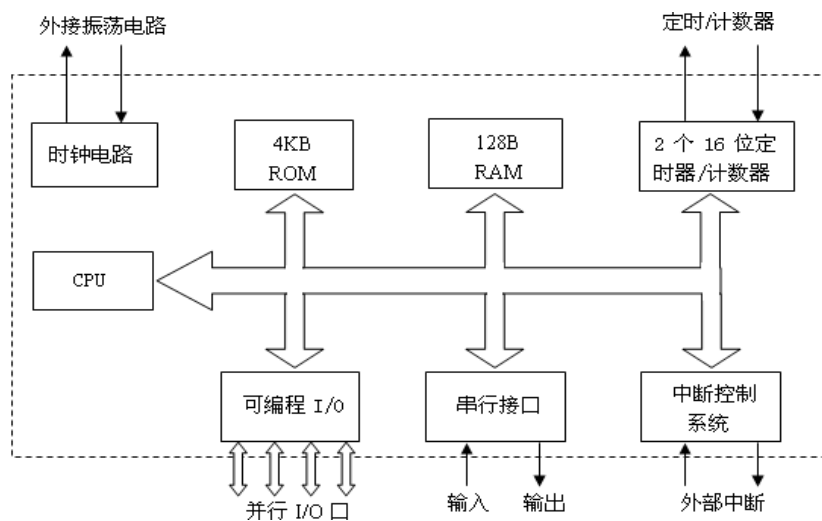 外接振荡电路
定时/计数器
时钟电路
4KB
ROM
128B
RAM
2 个 16 位定
时器/计数器
CPU
可编程 I/O
串行接口
中断控制
系统
并行 I/O 口
输入
输出
外部中断